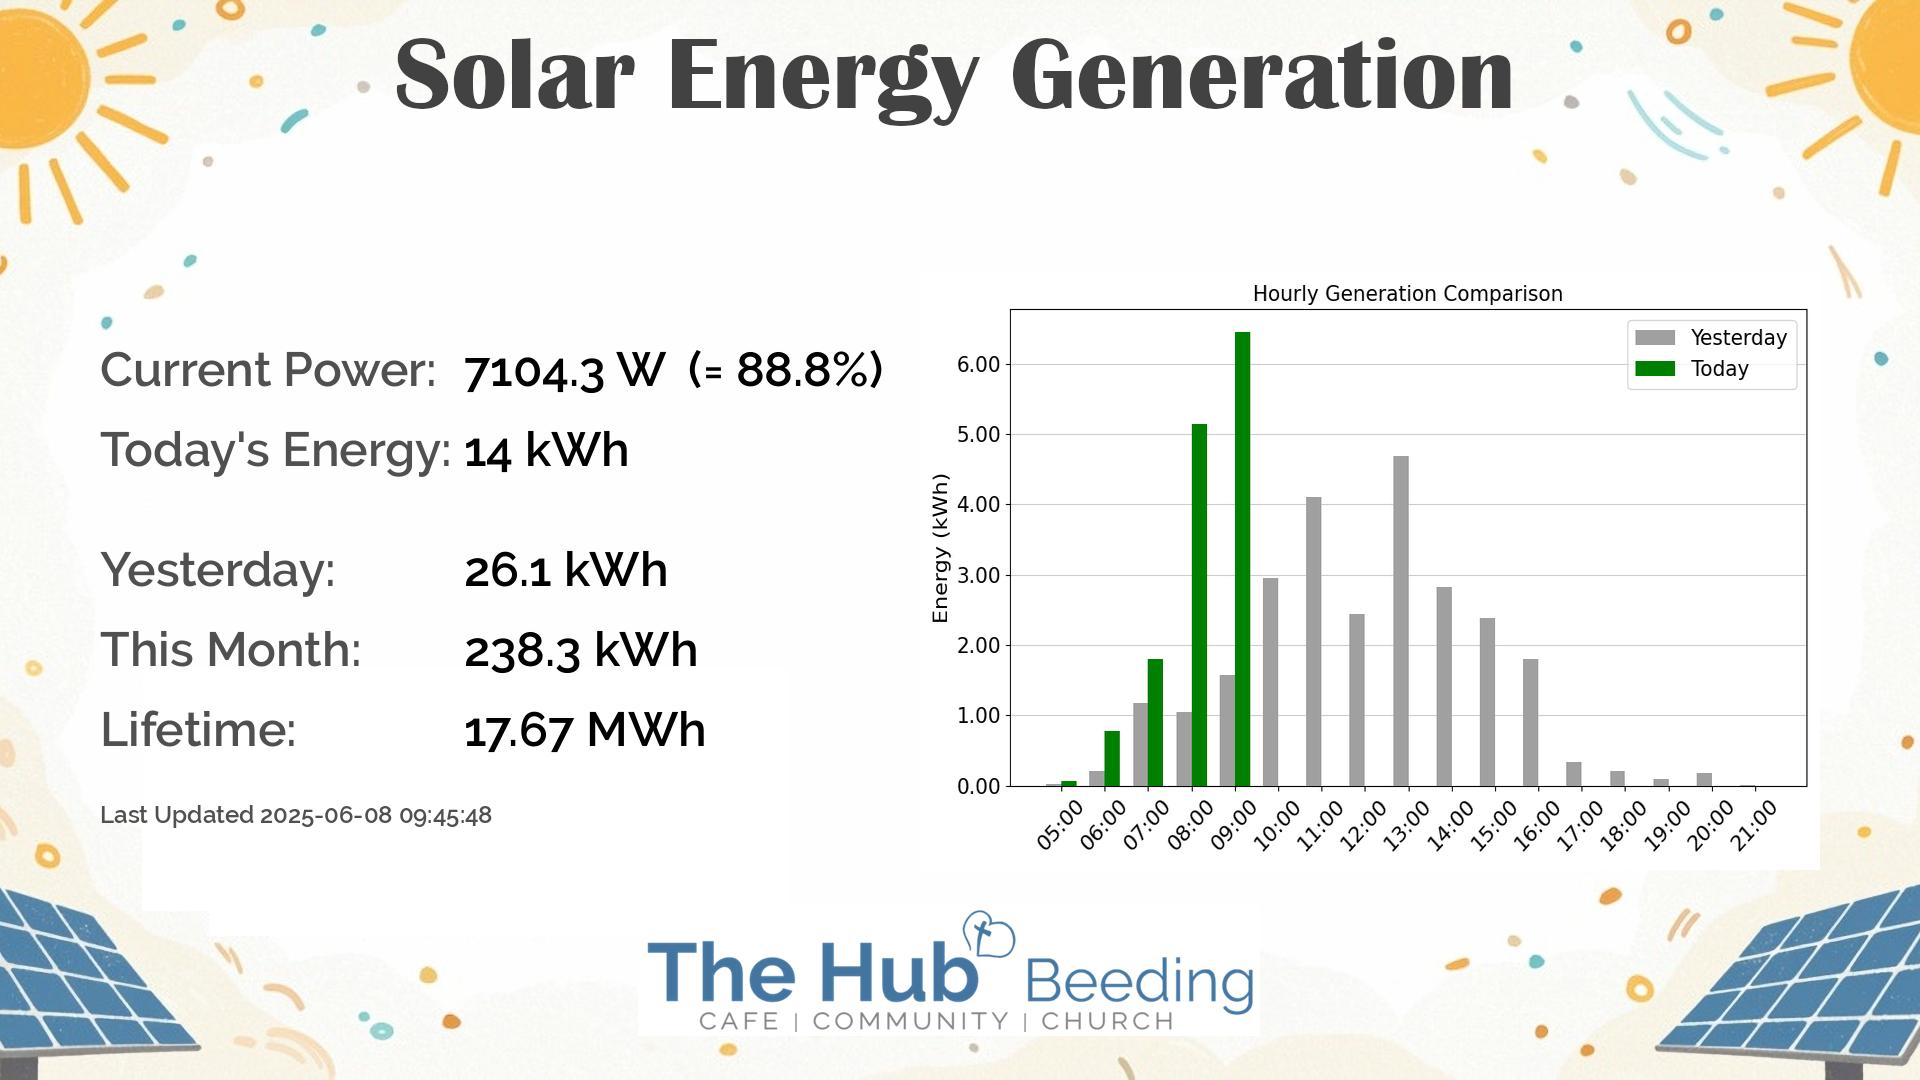 Solar Energy Generation
Current Power: 7104.3 W (= 88.8%)
Today's Energy: 14 kWh
Yesterday: 26.1 kWh
This Month: 238.3 kWh
Lifetime: 17.67 MWh
Last Updated 2025-06-08 09:45:48
Hourly Generation Comparison
Yesterday
Today
Energy (kWh)
6.00
5.00
4.00
3.00
2.00
1.00
0.00
05:00 06:00 07:00 08:00 09:00 10:00 11:00 12:00 13:00 14:00 15:00 16:00 17:00 18:00 19:00 20:00 21:00
The Hub Beeding
CAFE | COMMUNITY | CHURCH